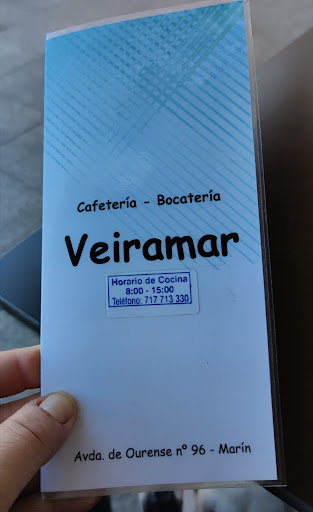 Cafetería - Bocatería
Veiramar
Horario de Cocina
8:00 - 15:00
Teléfono: 717 713 330
Avda. de Ourense nº 96 - Marín